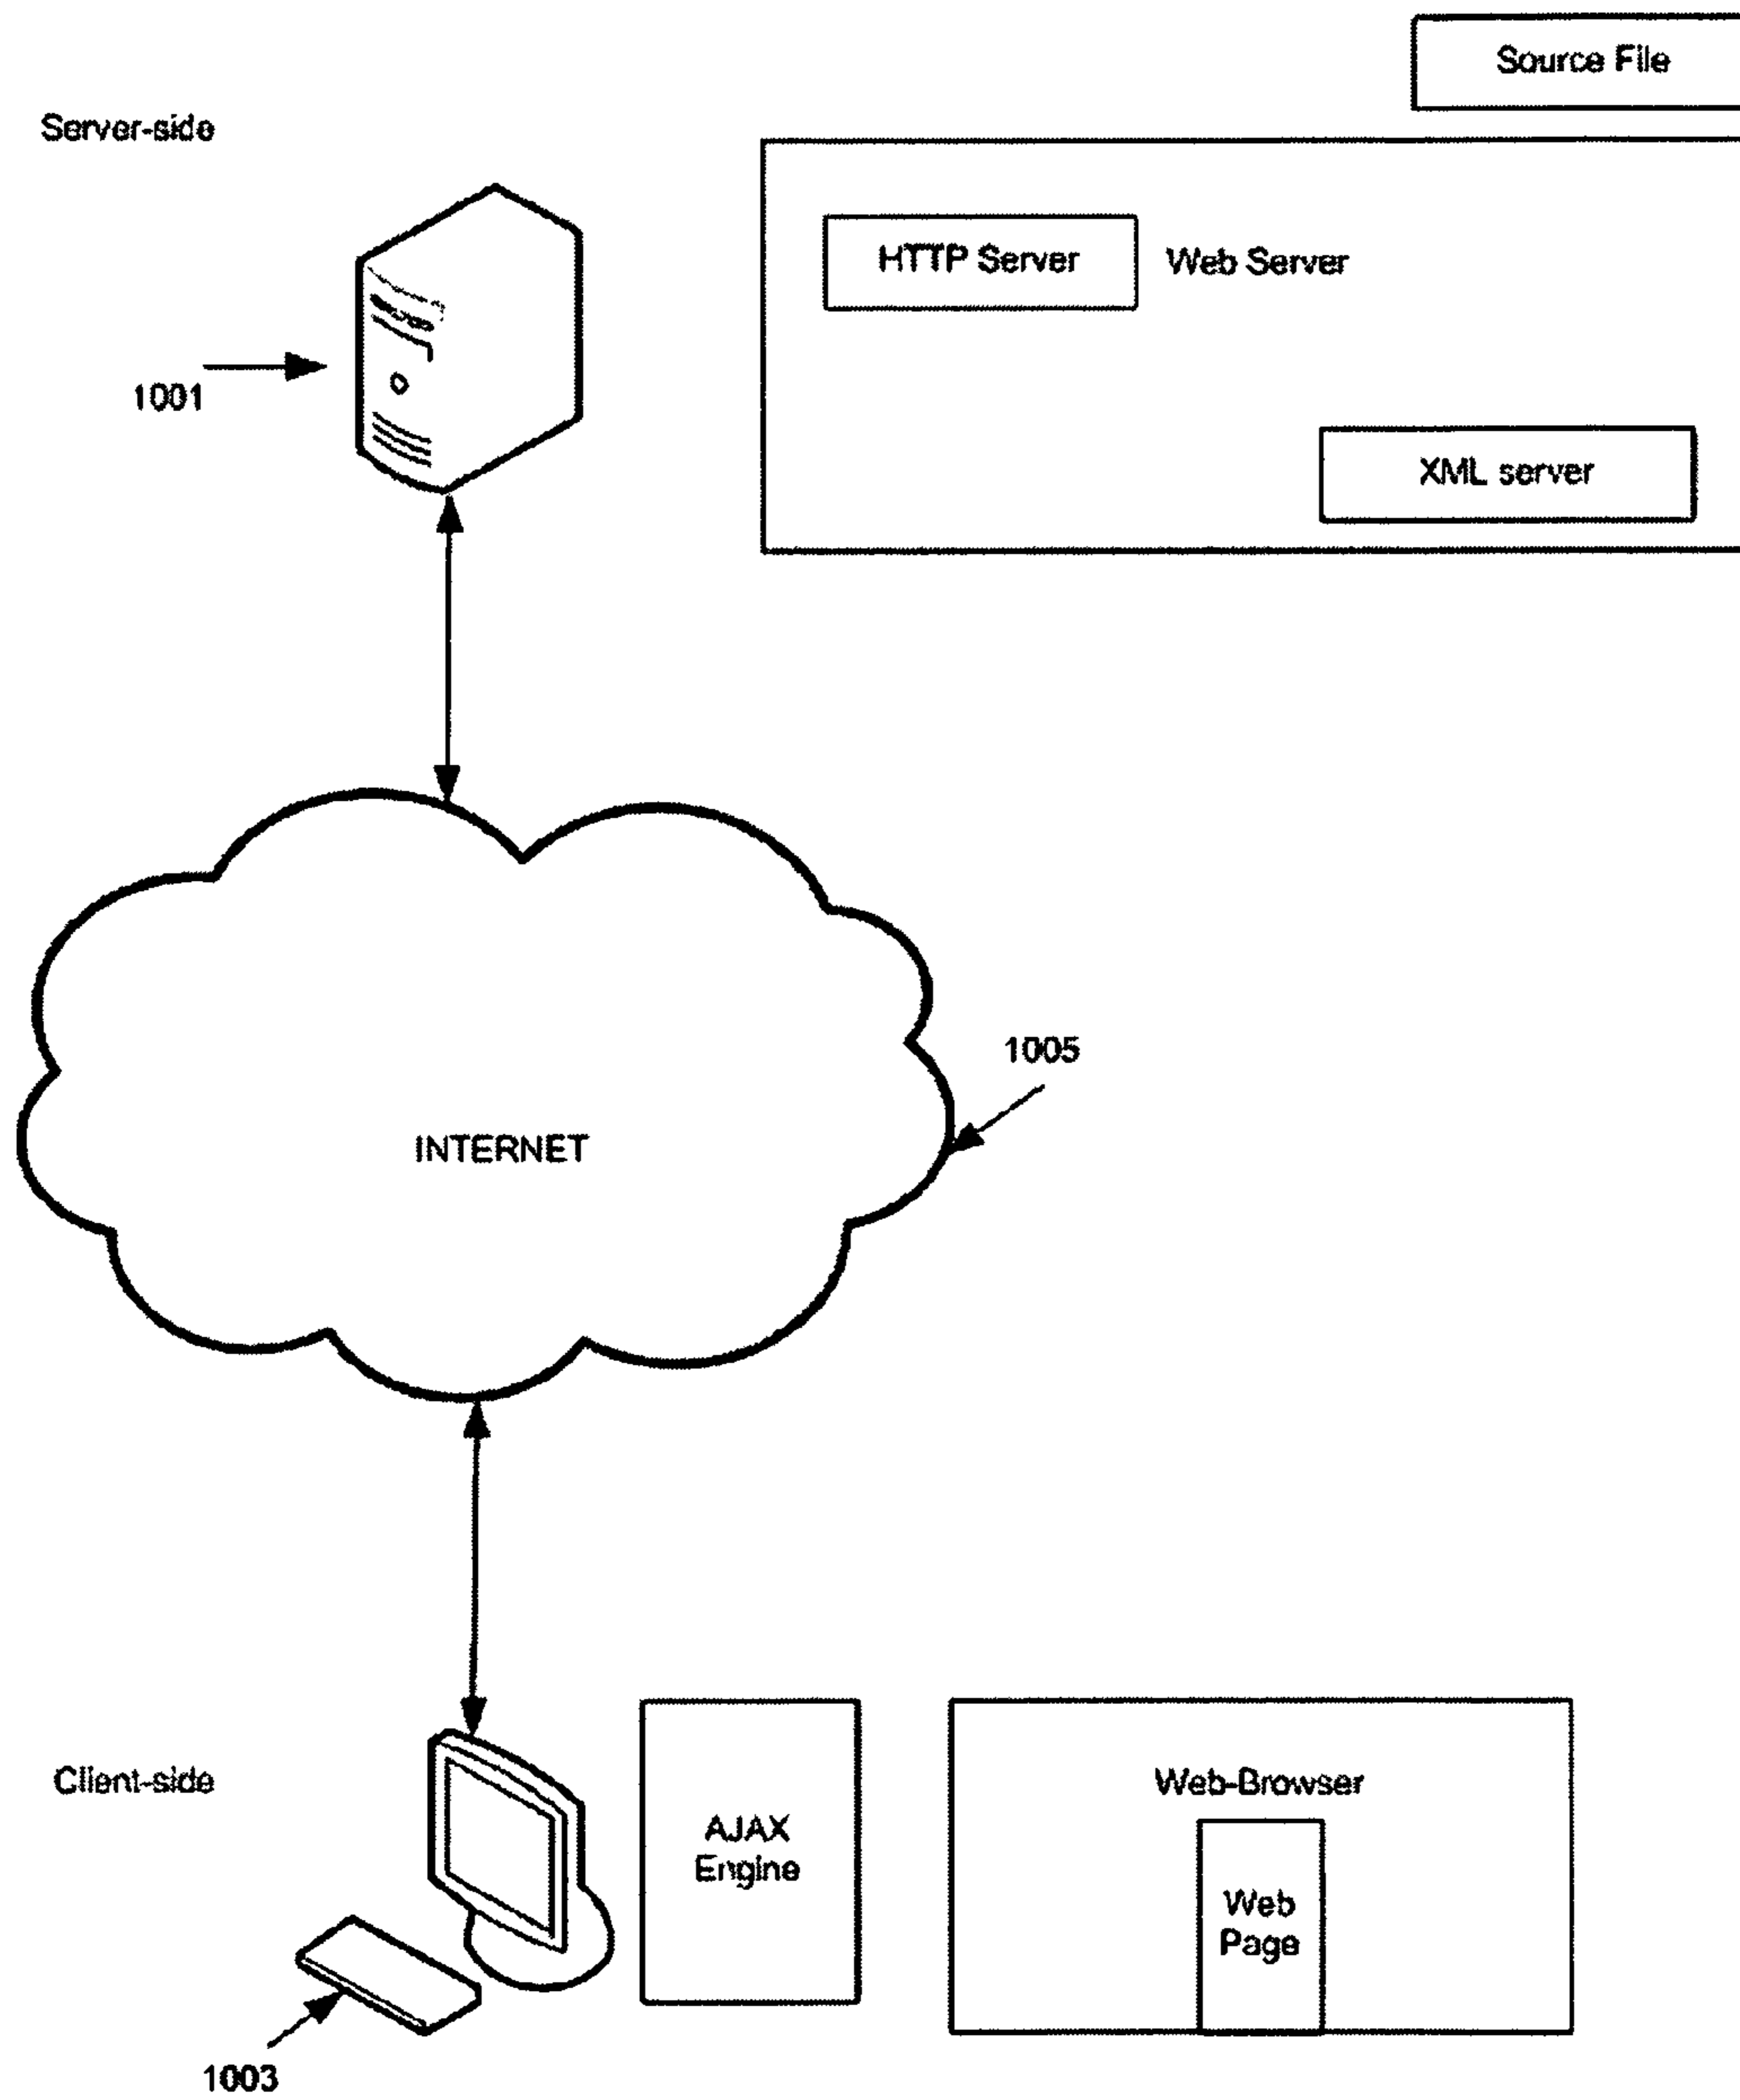 Source File
Server-side
HTTP Server
Web Server
1001
XML server
1005
INTERNET
Client-side
AJAX
Engine
Web-Browser
Web
Page
1003